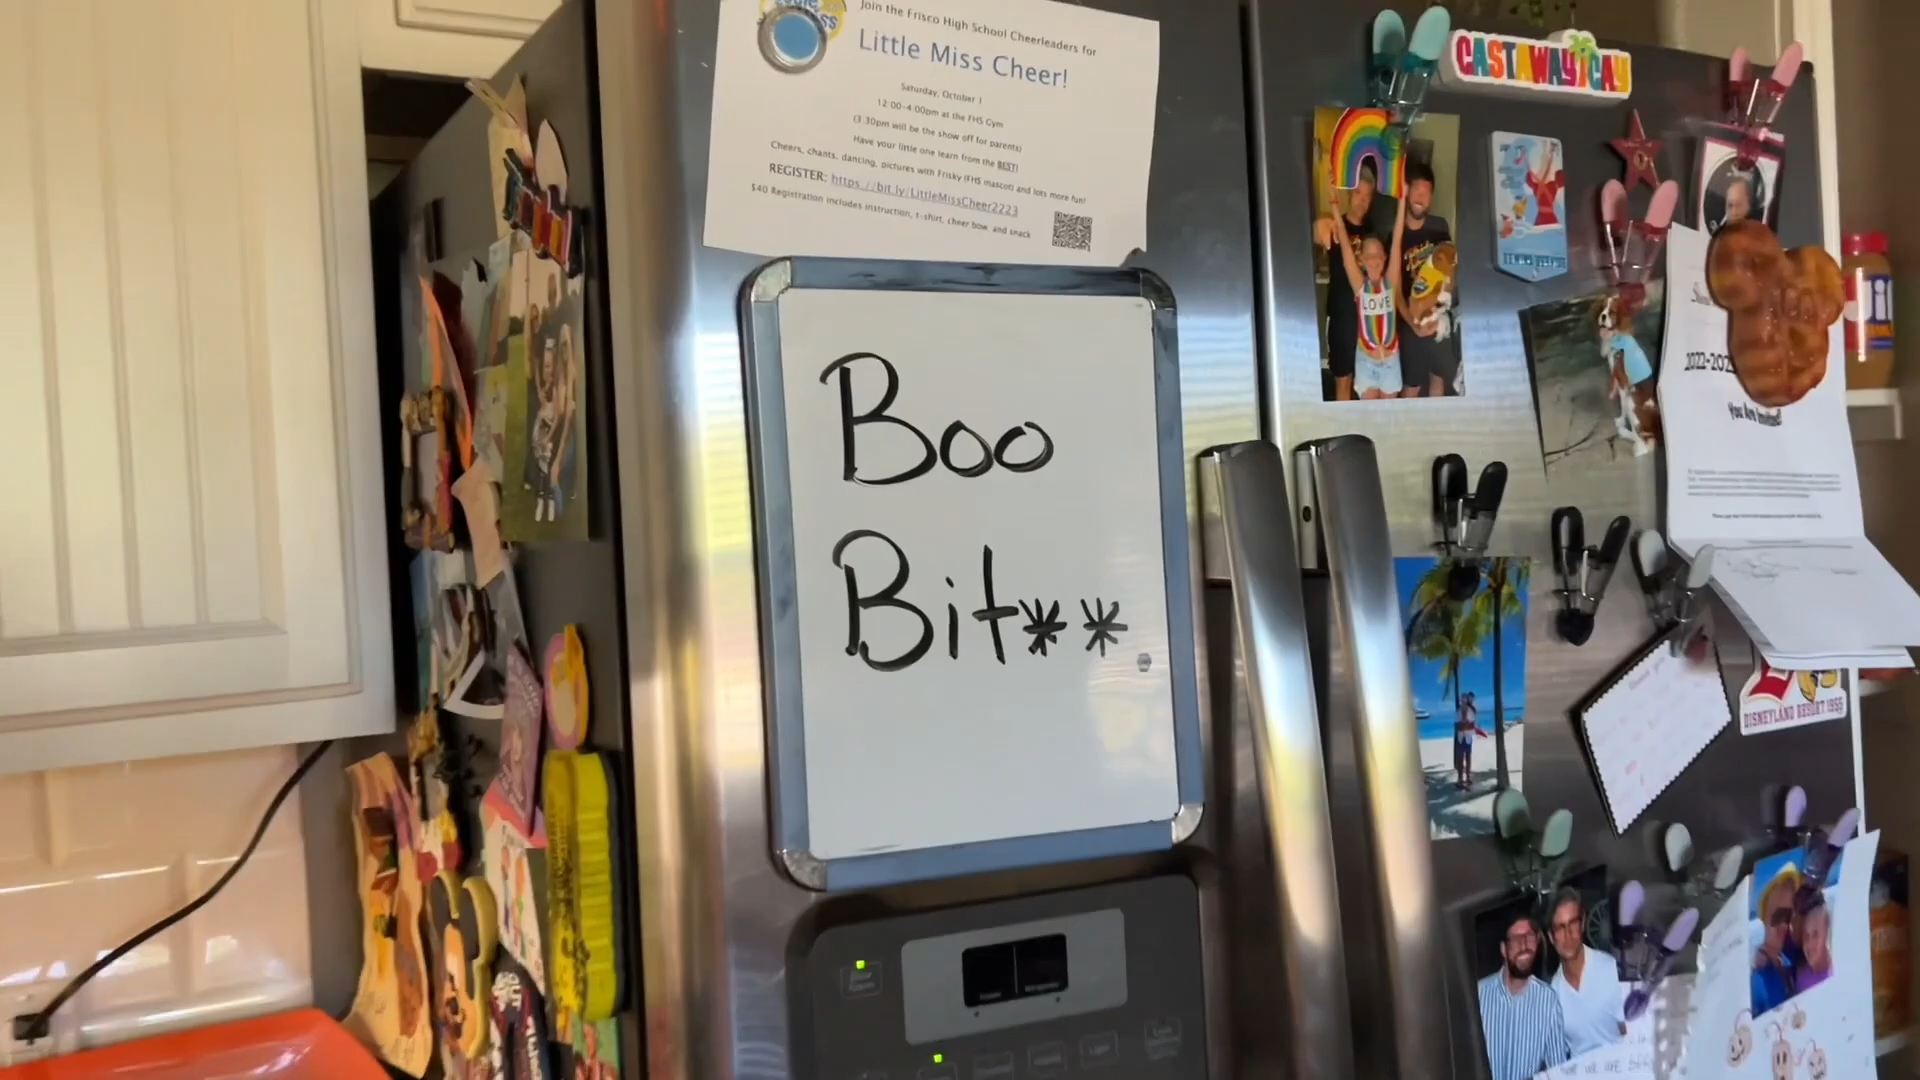 Join the Frisco High School Cheerleaders for
Little Miss Cheer!
Saturday, October 1
12:00-4:00pm at the FHS Gym
(3:30pm will be the show off for parents)
Have your little one learn from the BEST!
Cheers, chants, dancing, pictures with Frisky (FHS mascot) and lots more fun!
REGISTER: https://bit.ly/LittleMissCheer2223
$40 Registration includes instruction, t-shirt, cheer bow, and snack
Boo
Bit**
CASTAWAY CAY
LOVE
Jif
You Are Invited!
DISNEYLAND RESORT 1955